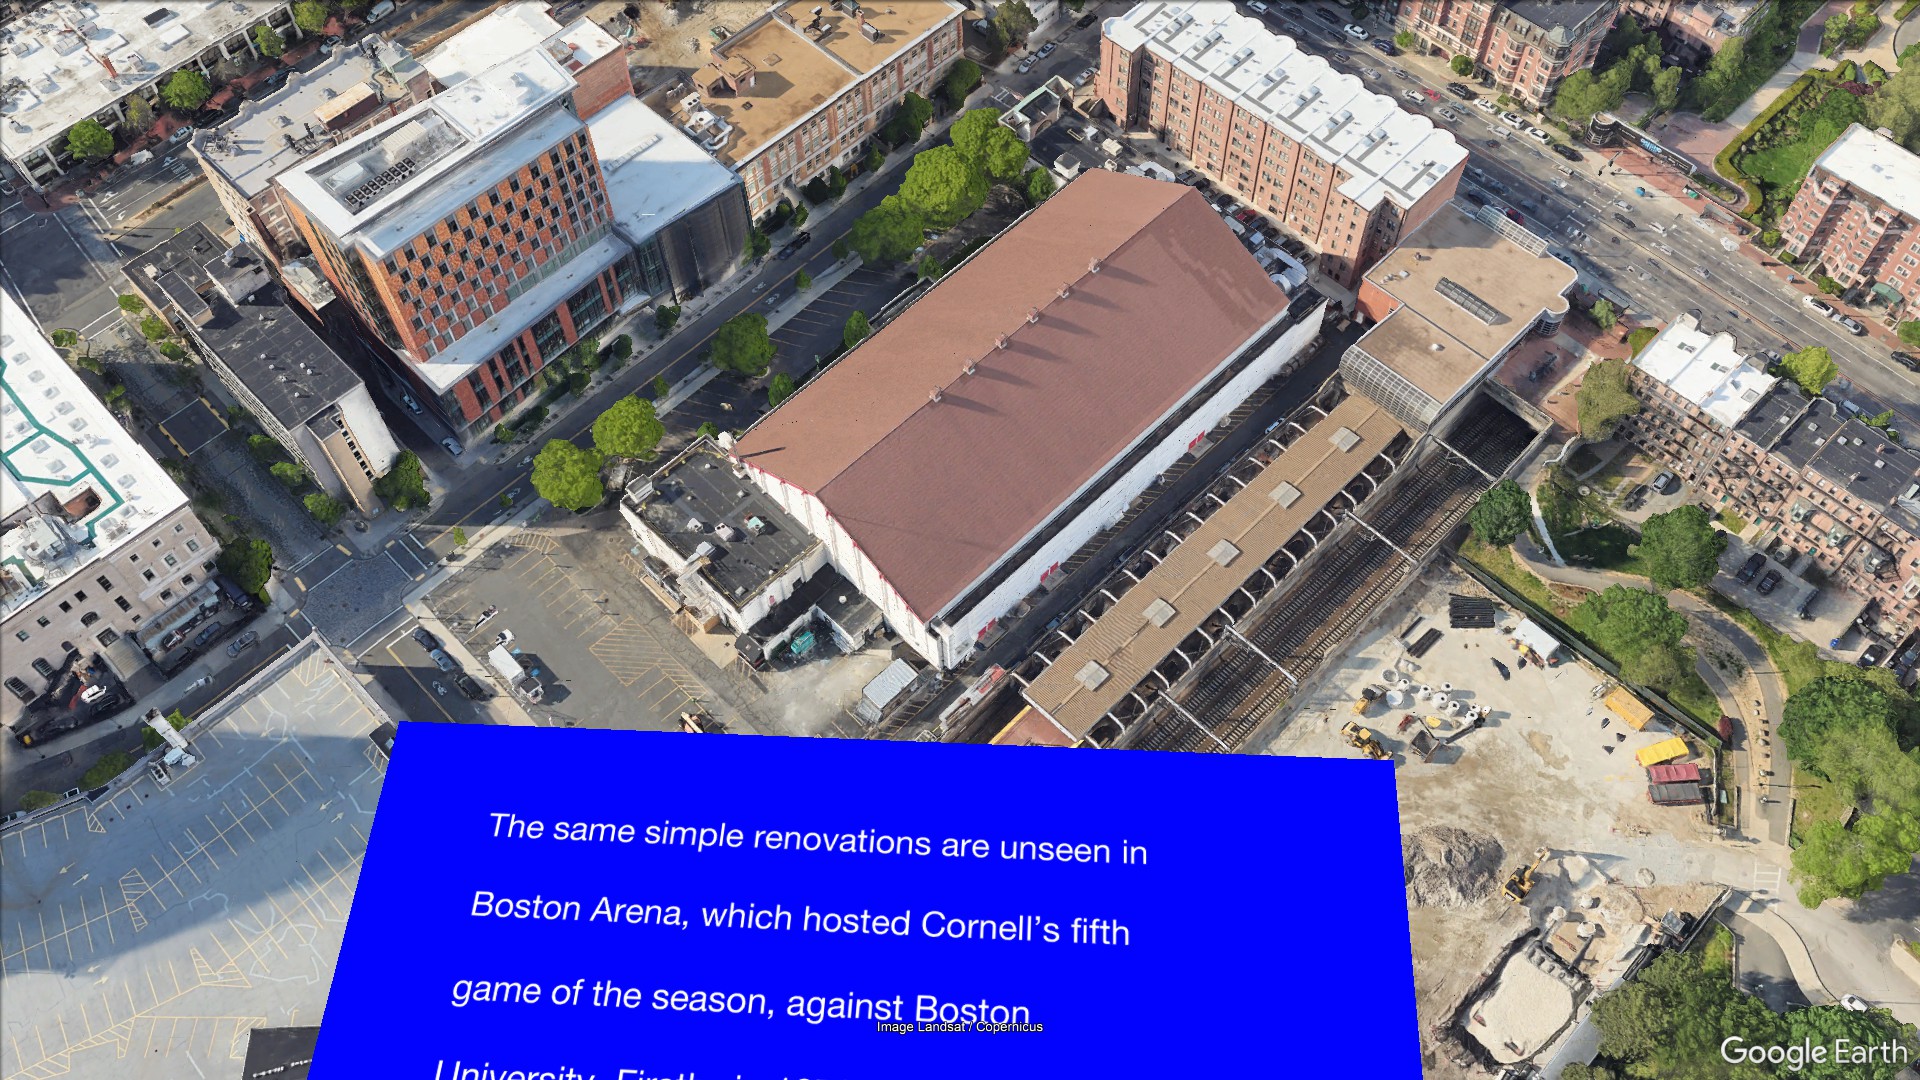 The same simple renovations are unseen in
Boston Arena, which hosted Cornell's fifth
game of the season, against Boston
University.
Image Landsat / Copernicus
Google Earth